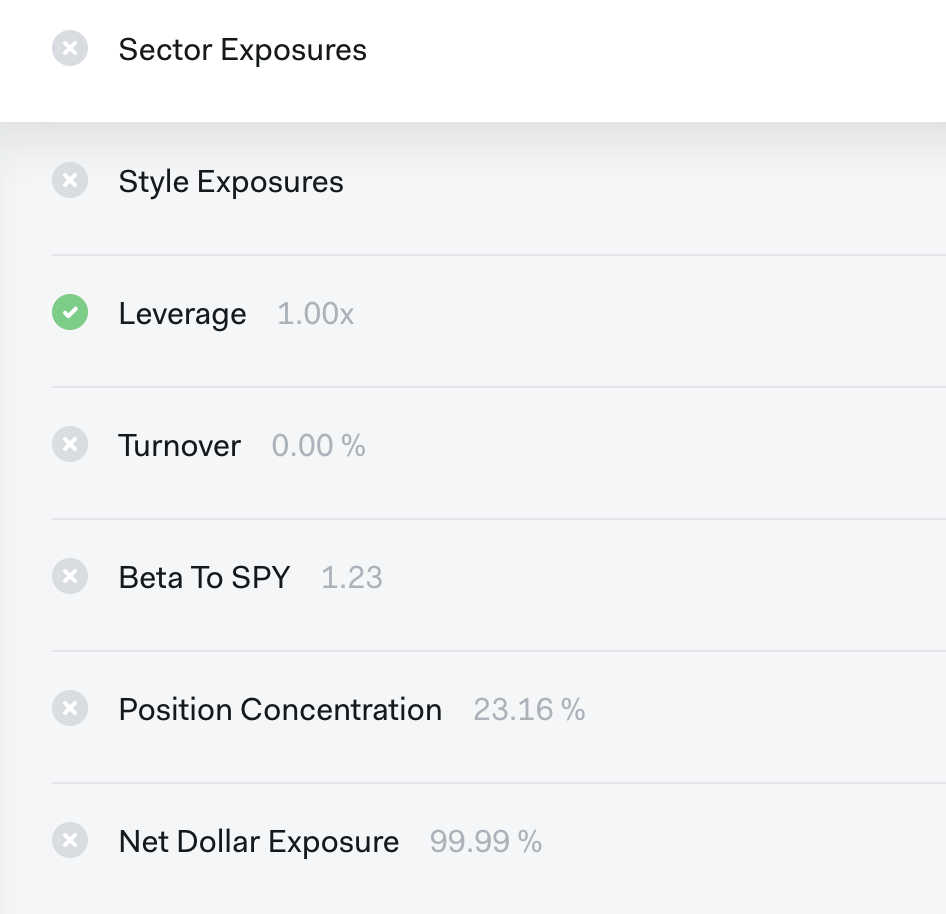 Sector Exposures
Style Exposures
Leverage 1.00x
Turnover 0.00 %
Beta To SPY 1.23
Position Concentration 23.16 %
Net Dollar Exposure 99.99 %